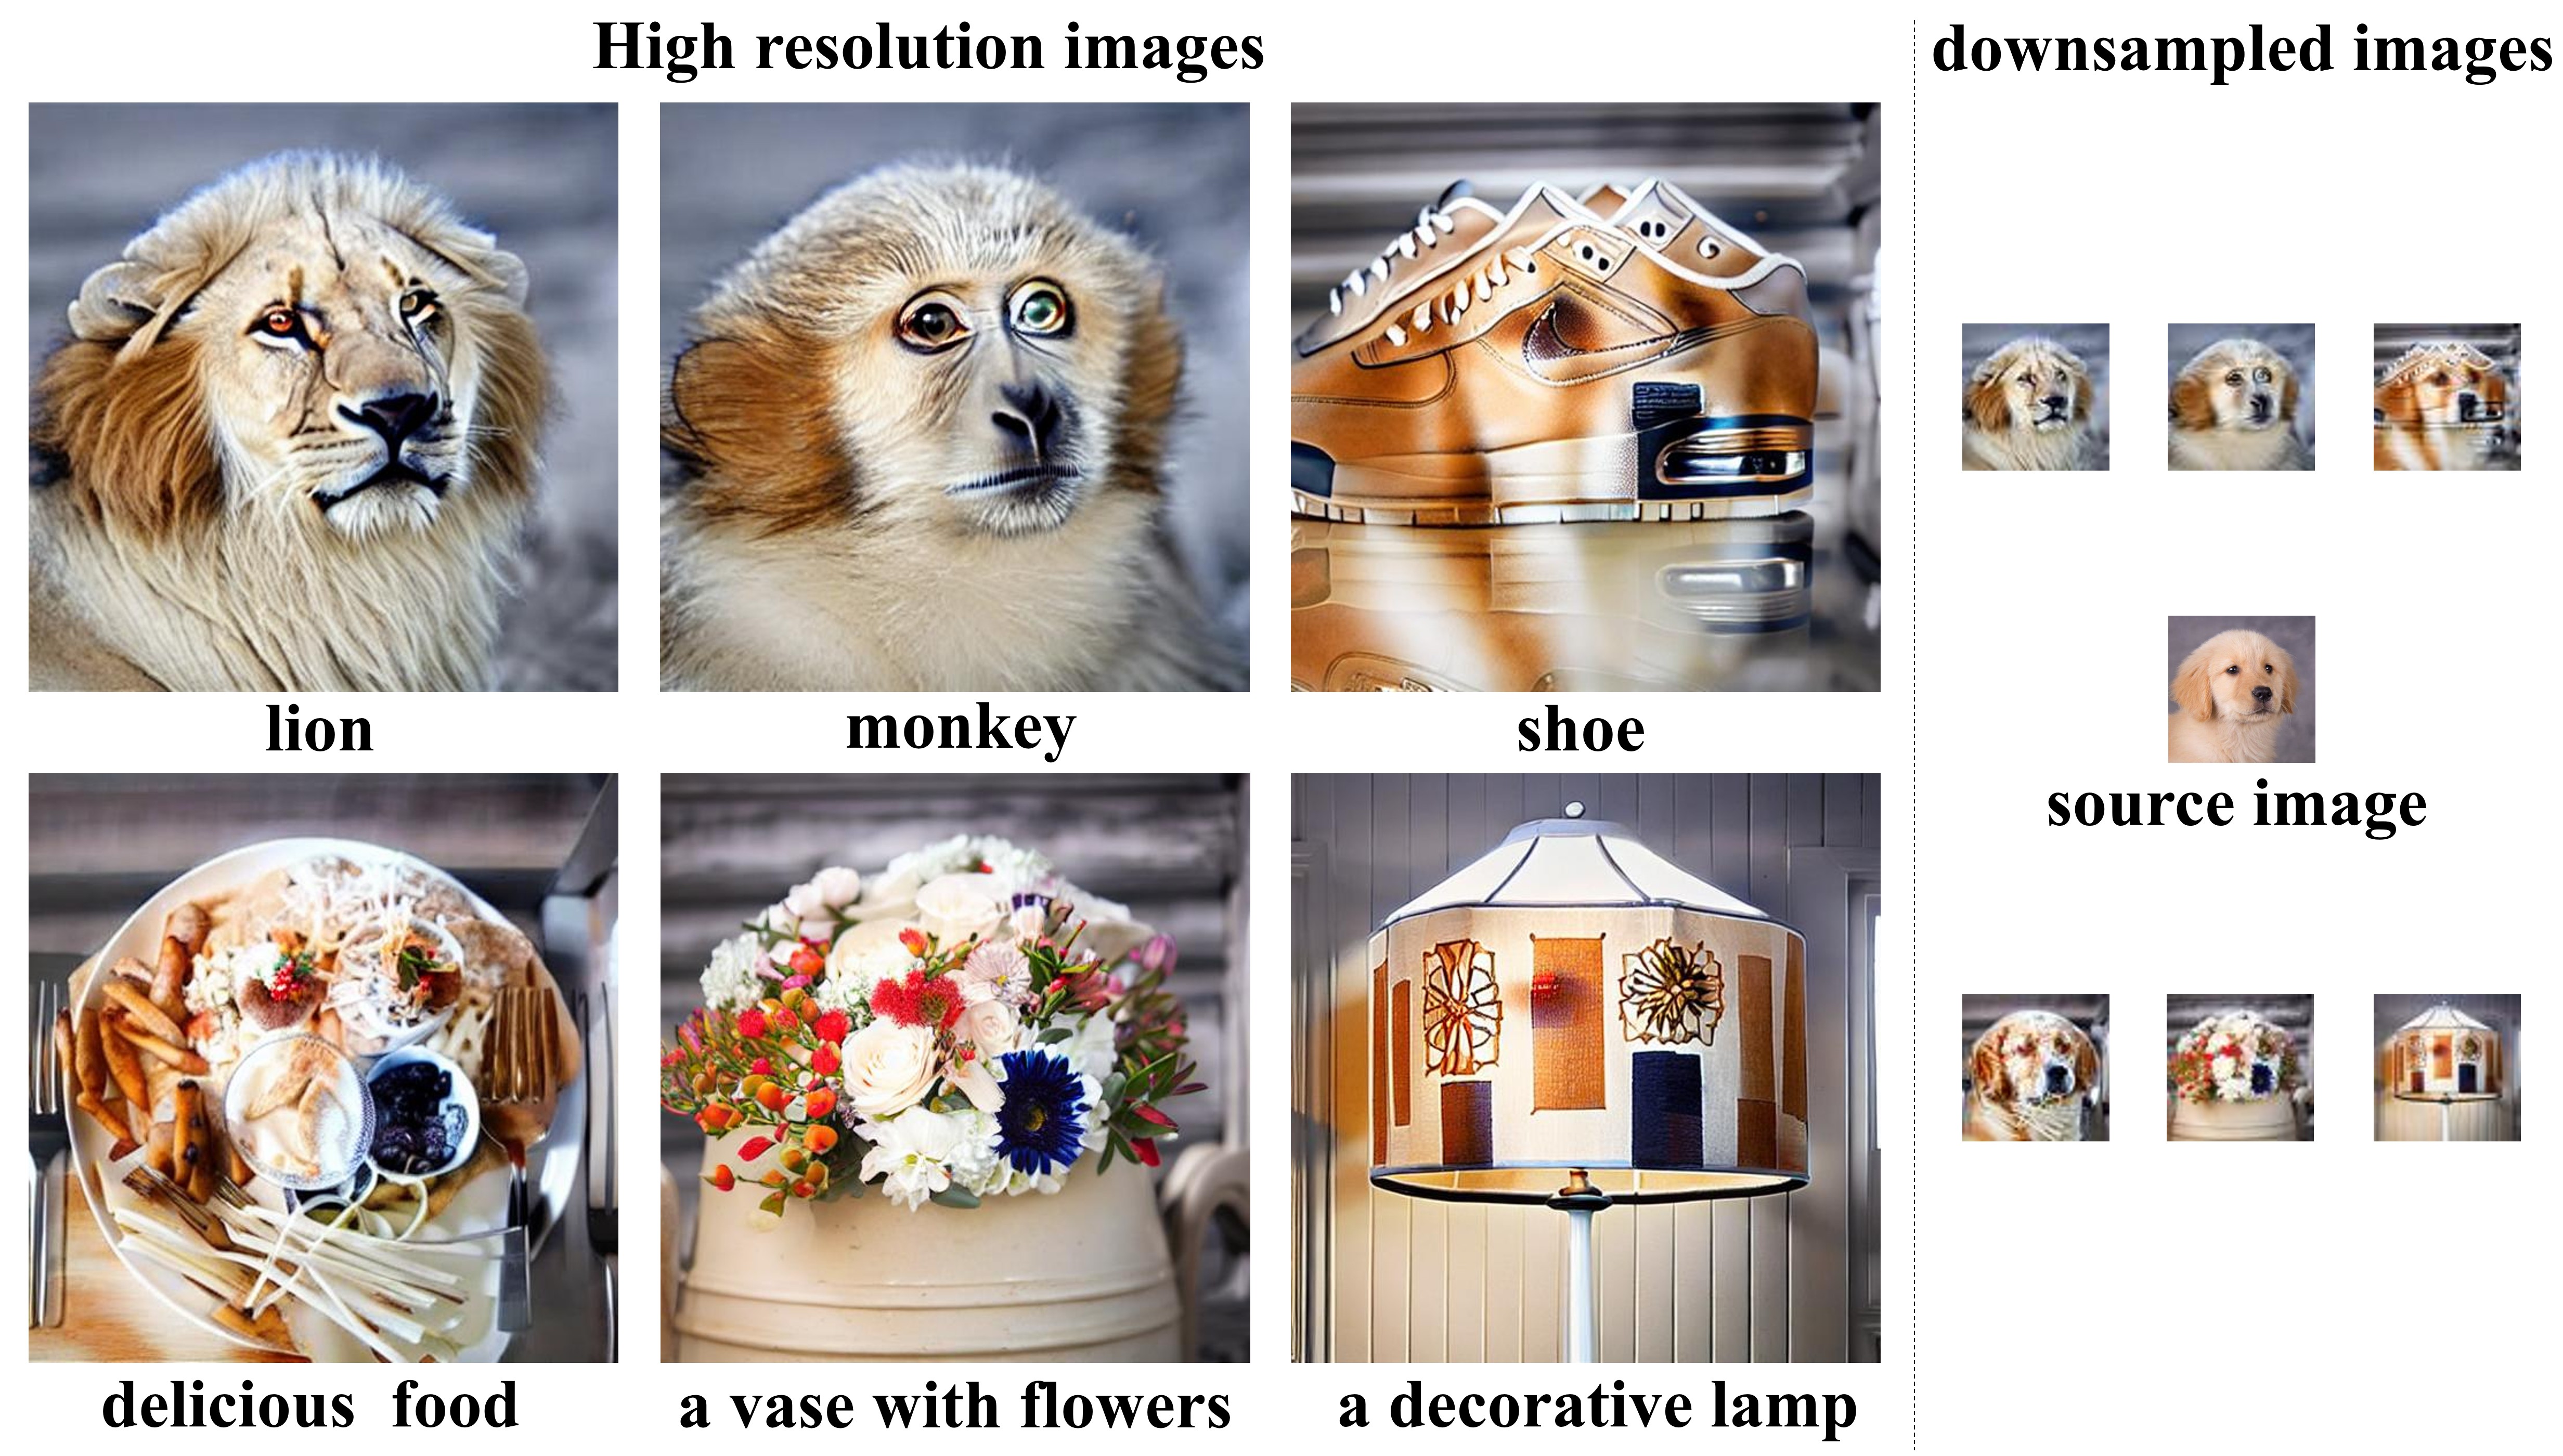 High resolution images
downsampled images
lion
monkey
shoe
source image
delicious food
a vase with flowers
a decorative lamp